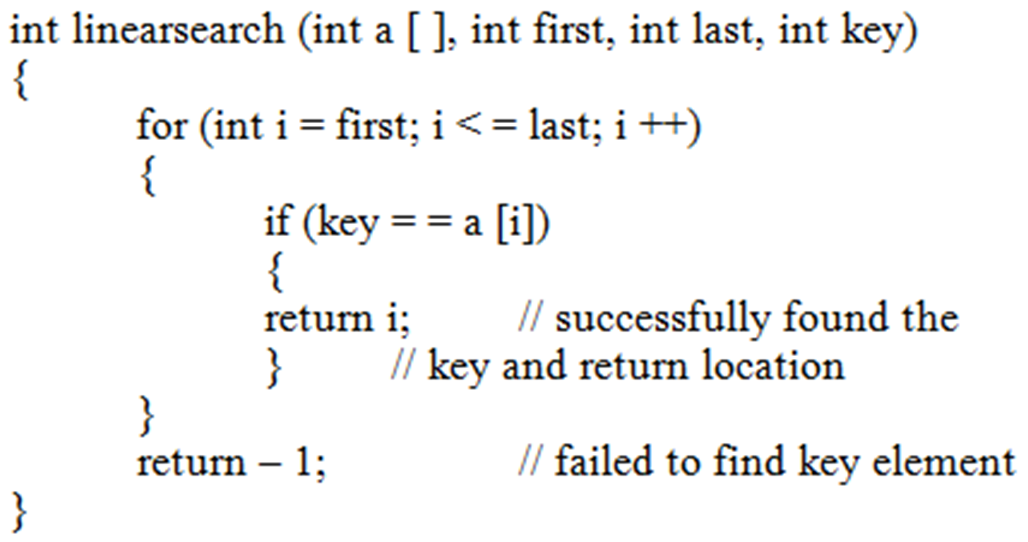 int linearsearch (int a [ ], int first, int last, int key)
{
for (int i = first; i < = last; i ++)
{
if (key = = a [i])
{
return i; // successfully found the
} // key and return location
}
return – 1; // failed to find key element
}